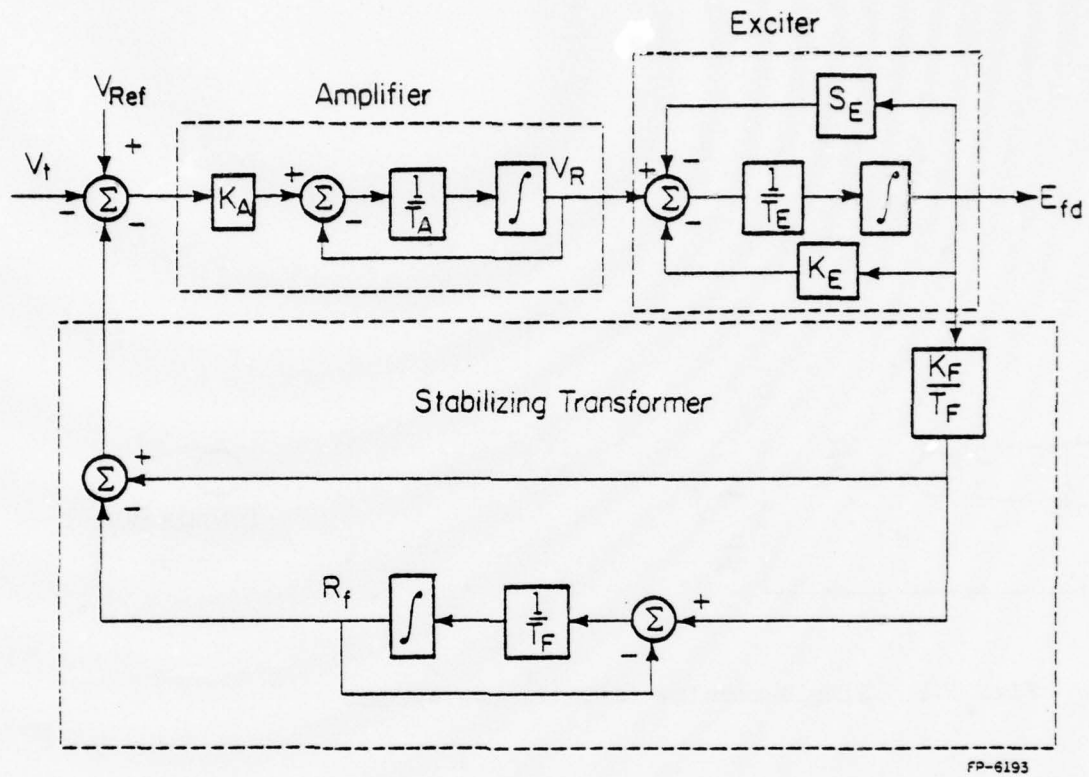 Exciter
V_Ref
Amplifier
S_E
+
-
V_t
-
Σ
-
K_A
+
Σ
-
1/T_A
∫
V_R
+
Σ
-
1/T_E
∫
E_fd
K_E
Stabilizing Transformer
K_F/T_F
Σ
+
-
R_f
∫
1/T_F
Σ
+
-
FP-6193